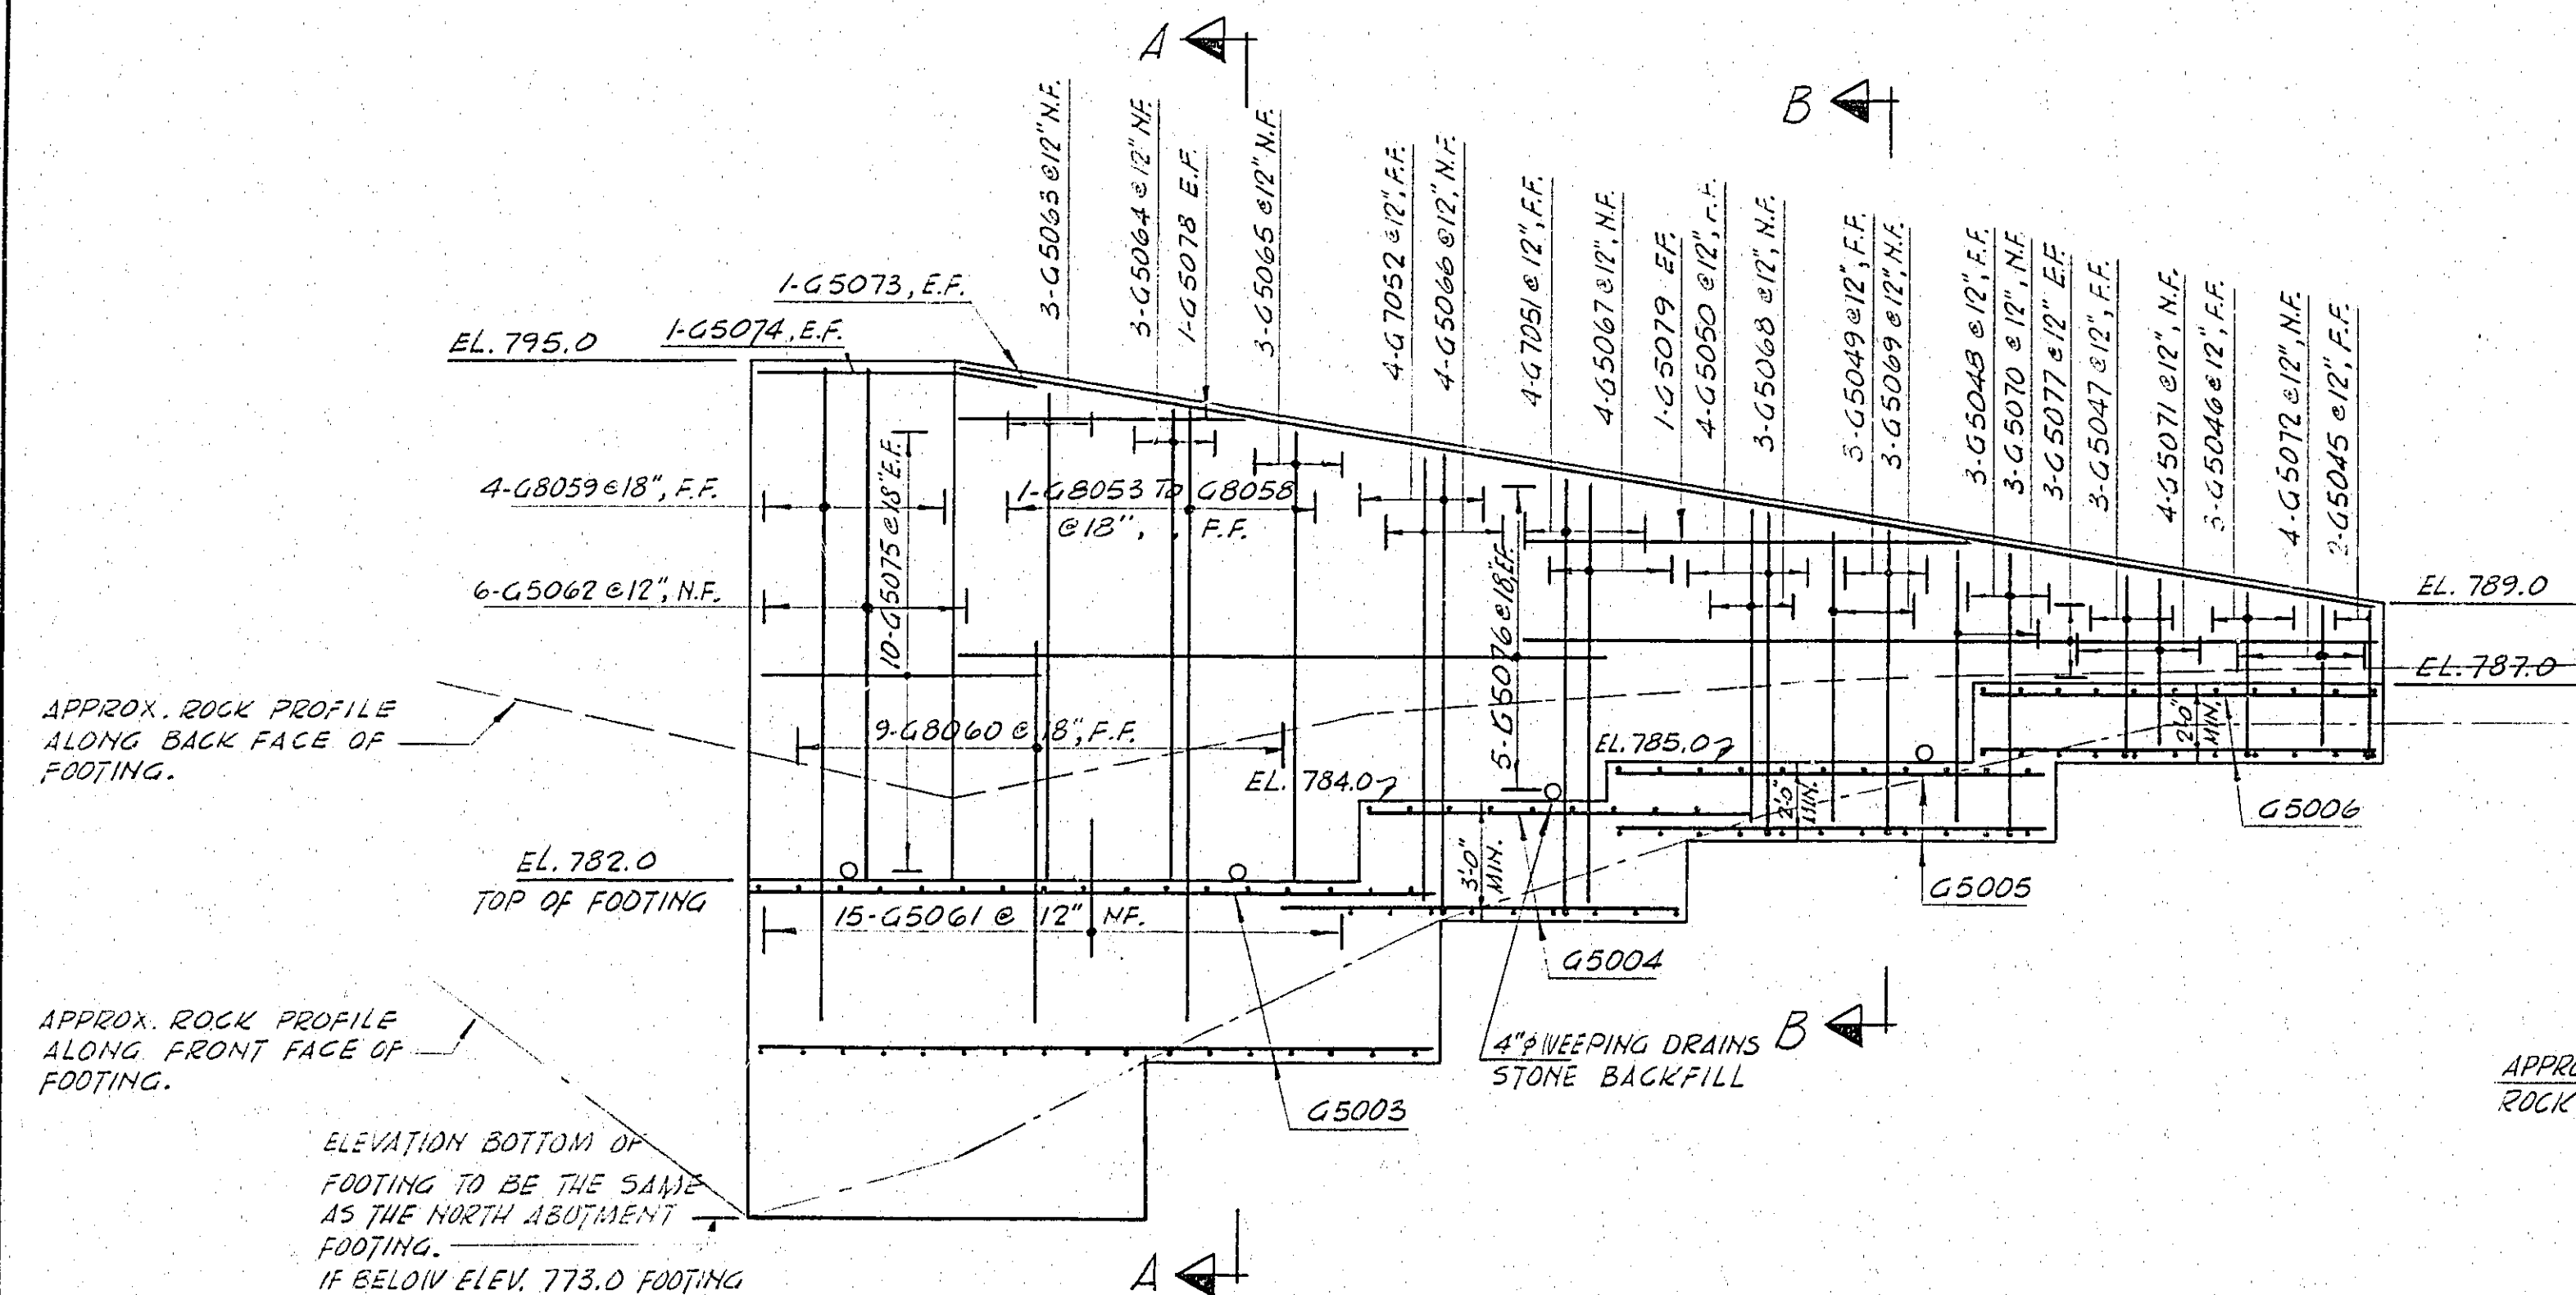 A
B
3-G5063 @12" N.F.
3-G5064 @12" N.F.
1-G5078 E.F.
3-G5065 @12" N.F.
4-G7052 @12", F.F.
4-G5066 @12", N.F.
4-G7051 @12", F.F.
4-G5067 @12", N.F.
1-G5079 E.F.
4-G5050 @12", F.F.
3-G5068 @12", N.F.
3-G5049 @12", F.F.
3-G5069 @12", N.F.
3-G5048 @12", F.F.
3-G5070 @12", N.F.
3-G5077 @12" E.F.
3-G5047 @12", F.F.
4-G5071 @12", N.F.
3-G5046 @12", F.F.
4-G5072 @12", N.F.
2-G5045 @12", F.F.
1-G5073, E.F.
1-G5074, E.F.
EL. 795.0
4-G8059 @18", F.F.
10-G5075 @18" E.F.
1-G8053 TO G8058
@18", F.F.
6-G5062 @12", N.F.
5-G5076 @18", E.F.
EL. 789.0
EL. 787.0
APPROX. ROCK PROFILE
ALONG BACK FACE OF
FOOTING.
9-G8060 @ 18", F.F.
EL. 784.0
EL. 785.0
2'-0"
MIN.
2'-0"
MIN.
3'-0"
MIN.
G5006
EL. 782.0
TOP OF FOOTING
15-G5061 @ 12" NF.
G5005
G5004
APPROX. ROCK PROFILE
ALONG FRONT FACE OF
FOOTING.
4"φ WEEPING DRAINS
STONE BACKFILL
B
G5003
ROCK
ELEVATION BOTTOM OF
FOOTING TO BE THE SAME
AS THE NORTH ABUTMENT
FOOTING.
IF BELOW ELEV. 773.0 FOOTING
A